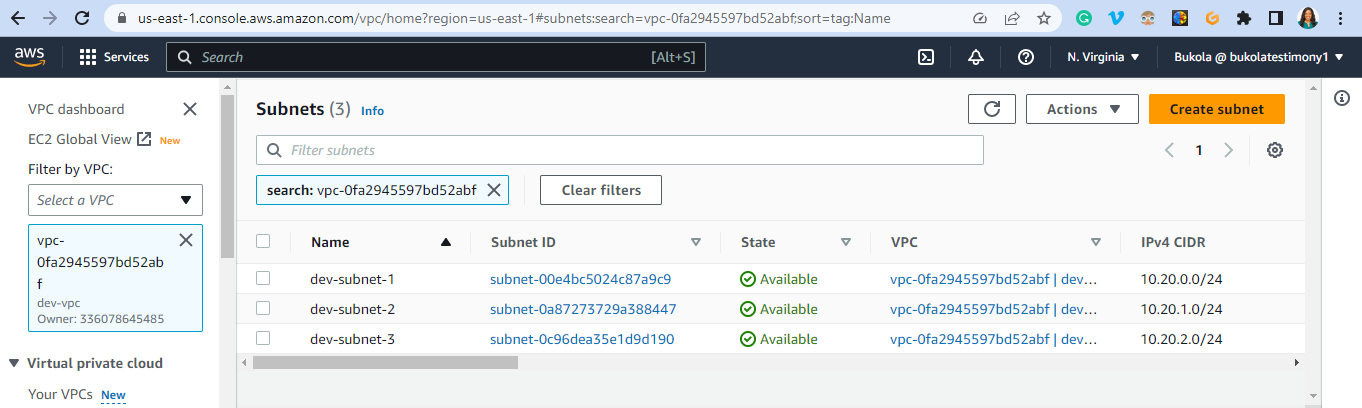 us-east-1.console.aws.amazon.com/vpc/home?region=us-east-1#subnets:search=vpc-0fa2945597bd52abf;sort=tag:Name
aws Services Search [Alt+S] N. Virginia Bukola @ bukolatestimony1
VPC dashboard
EC2 Global View New
Filter by VPC:
Select a VPC
vpc-
0fa2945597bd52ab
f
dev-vpc
Owner: 336078645485
Virtual private cloud
Your VPCs New
Subnets (3) Info
Actions Create subnet
Filter subnets
1
search: vpc-0fa2945597bd52abf Clear filters
Name Subnet ID State VPC IPv4 CIDR
dev-subnet-1 subnet-00e4bc5024c87a9c9 Available vpc-0fa2945597bd52abf | dev... 10.20.0.0/24
dev-subnet-2 subnet-0a87273729a388447 Available vpc-0fa2945597bd52abf | dev... 10.20.1.0/24
dev-subnet-3 subnet-0c96dea35e1d9d190 Available vpc-0fa2945597bd52abf | dev... 10.20.2.0/24